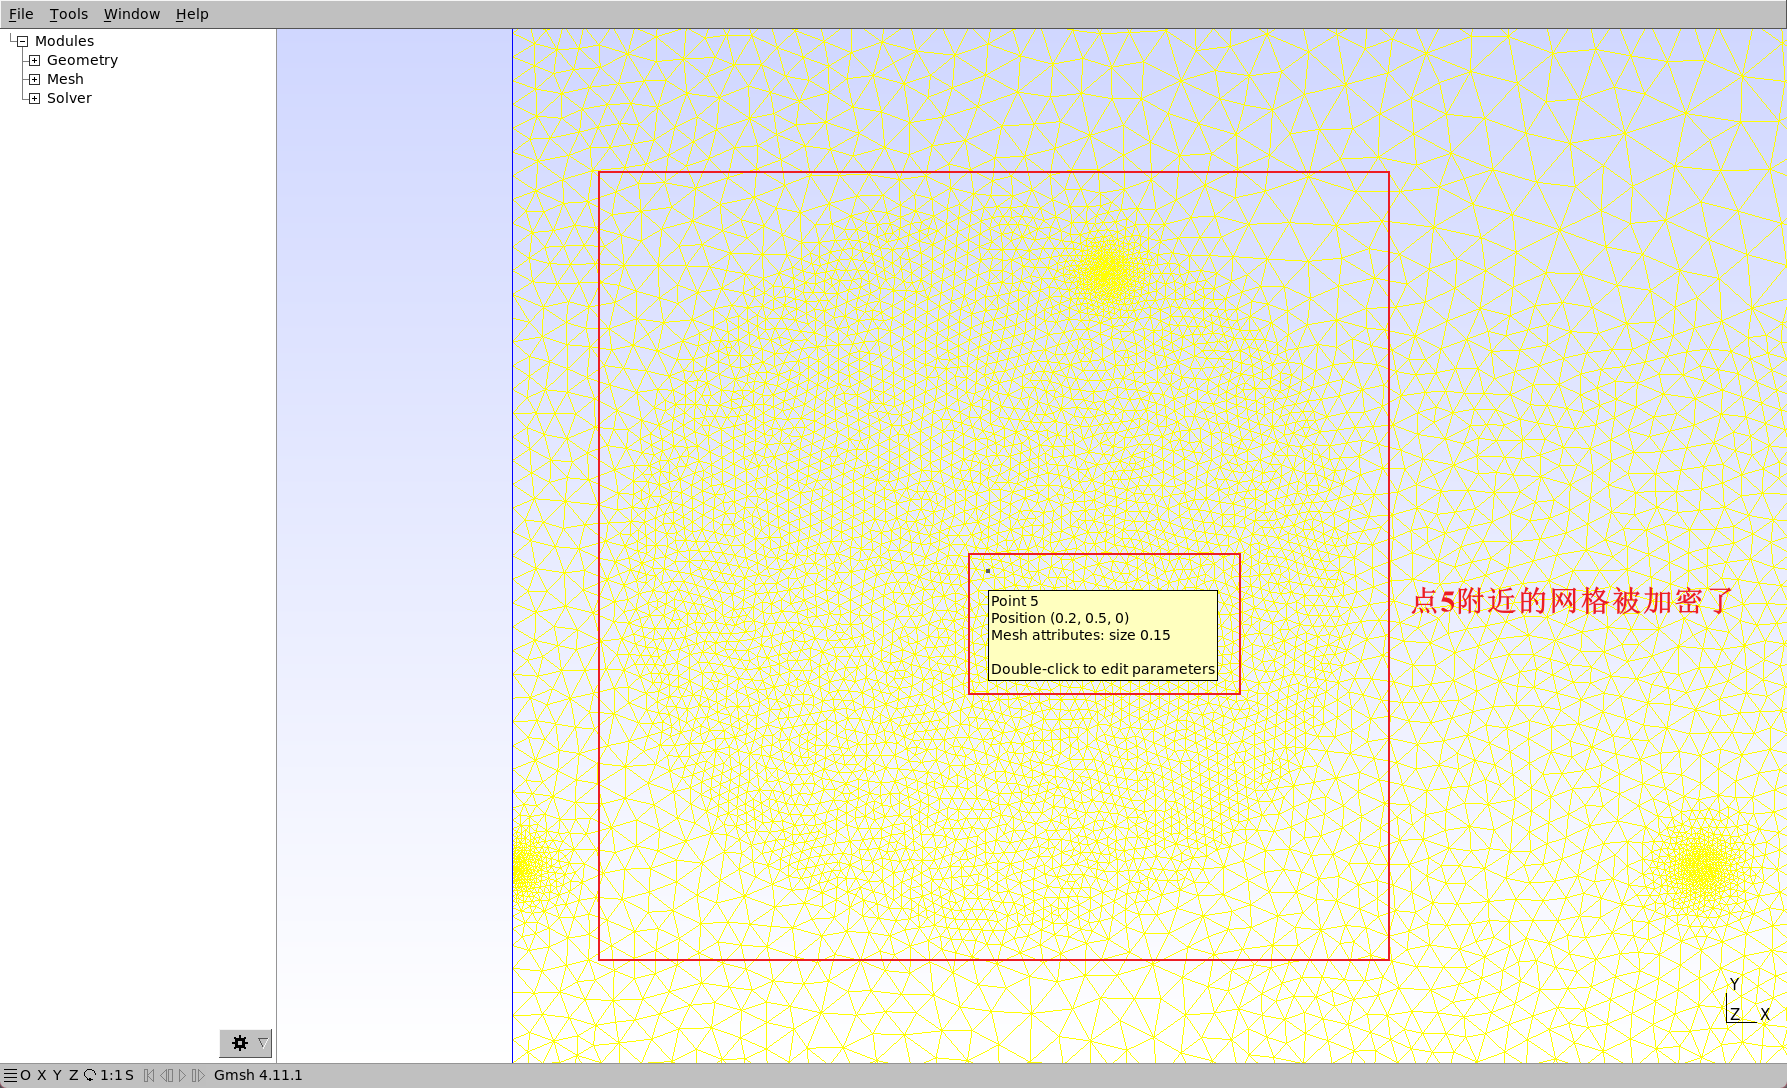 File Tools Window Help
Modules
Geometry
Mesh
Solver
Point 5
Position (0.2, 0.5, 0)
Mesh attributes: size 0.15
Double-click to edit parameters
点5附近的网格被加密了
Y
Z X
O X Y Z 1:1 S Gmsh 4.11.1